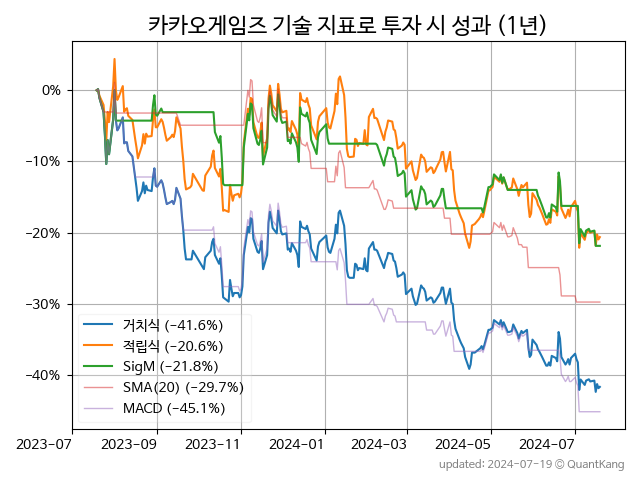 카카오게임즈 기술 지표로 투자 시 성과 (1년)
0%
−10%
−20%
−30%
−40%
거치식 (−41.6%)
적립식 (−20.6%)
SigM (−21.8%)
SMA(20) (−29.7%)
MACD (−45.1%)
2023-07 2023-09 2023-11 2024-01 2024-03 2024-05 2024-07
updated: 2024-07-19 © QuantKang